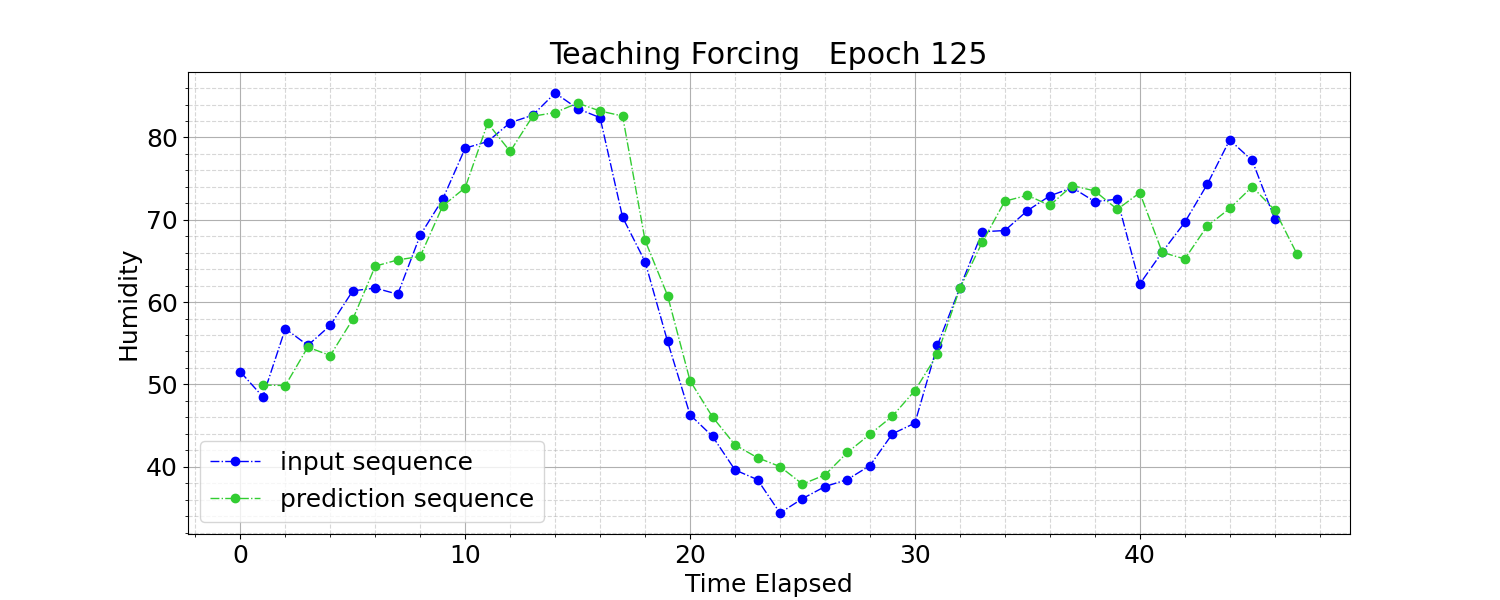 Teaching Forcing   Epoch 125
80
70
60
50
40
Humidity
input sequence
prediction sequence
0 10 20 30 40
Time Elapsed